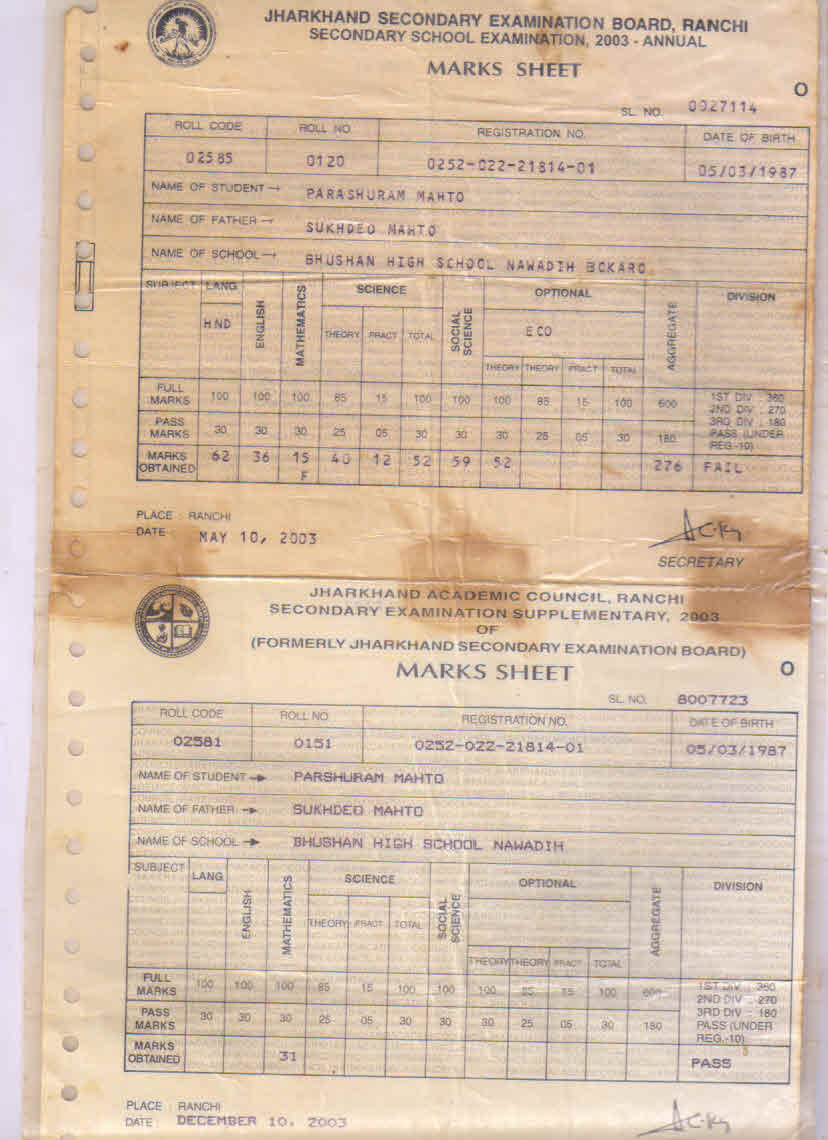 JHARKHAND SECONDARY EXAMINATION BOARD, RANCHI
SECONDARY SCHOOL EXAMINATION, 2003 - ANNUAL
MARKS SHEET
O
SL. NO. 0027114
ROLL CODE ROLL NO. REGISTRATION NO. DATE OF BIRTH
02585 0120 0252-022-21814-01 05/03/1987
NAME OF STUDENT→ PARASHURAM MAHTO
NAME OF FATHER→ SUKHDEO MAHTO
NAME OF SCHOOL→ BHUSHAN HIGH SCHOOL NAWADIH BOKARO
SUBJECT LANG. ENGLISH MATHEMATICS SCIENCE SOCIAL SCIENCE OPTIONAL AGGREGATE DIVISION
HND ECO
THEORY PRACT TOTAL THEORY THEORY PRACT TOTAL
FULL MARKS 100 100 100 85 15 100 100 100 85 15 100 600 1ST DIV : 360
2ND DIV : 270
3RD DIV : 180
PASS MARKS 30 30 30 25 05 30 30 30 25 05 30 180 PASS (UNDER
REG.-10)
MARKS OBTAINED 62 36 15 40 12 52 59 52 276 FAIL
F
PLACE : RANCHI
DATE MAY 10, 2003
SECRETARY
JHARKHAND ACADEMIC COUNCIL, RANCHI
SECONDARY EXAMINATION SUPPLEMENTARY, 2003
OF
(FORMERLY JHARKHAND SECONDARY EXAMINATION BOARD)
MARKS SHEET
O
SL. NO. 8007723
ROLL CODE ROLL NO. REGISTRATION NO. DATE OF BIRTH
02581 0151 0252-022-21814-01 05/03/1987
NAME OF STUDENT → PARSHURAM MAHTO
NAME OF FATHER → SUKHDEO MAHTO
NAME OF SCHOOL → BHUSHAN HIGH SCHOOL NAWADIH
SUBJECT LANG. ENGLISH MATHEMATICS SCIENCE SOCIAL SCIENCE OPTIONAL AGGREGATE DIVISION
THEORY PRACT TOTAL THEORY THEORY PRACT TOTAL
FULL MARKS 100 100 100 85 15 100 100 100 85 15 100 600 1ST DIV : 360
2ND DIV : 270
PASS MARKS 30 30 30 25 05 30 30 30 25 05 30 180 3RD DIV : 180
PASS (UNDER
REG.-10)
MARKS OBTAINED 31 PASS
PLACE : RANCHI
DATE : DECEMBER 10, 2003